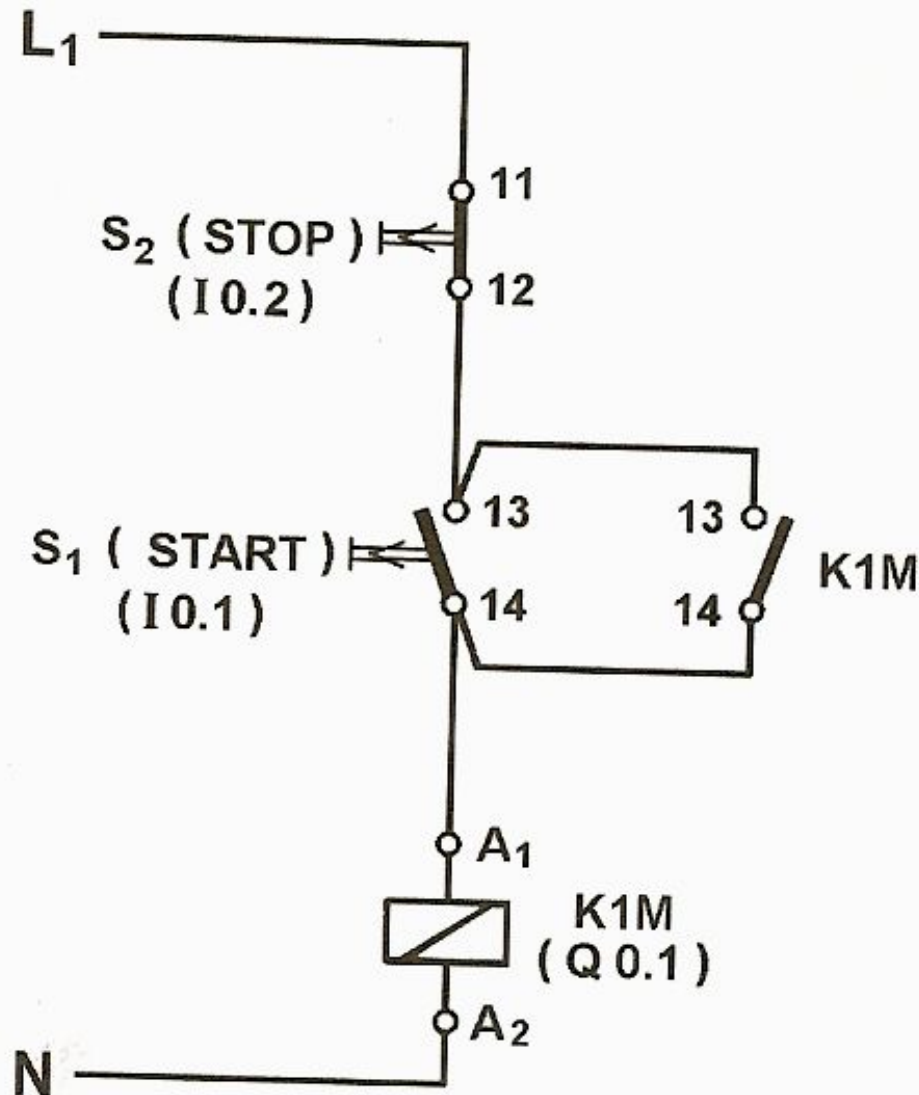 L₁
11
S₂ ( STOP )
( I 0.2 )
12
13
13
S₁ ( START )
K1M
( I 0.1 )
14
14
A₁
K1M
( Q 0.1 )
A₂
N